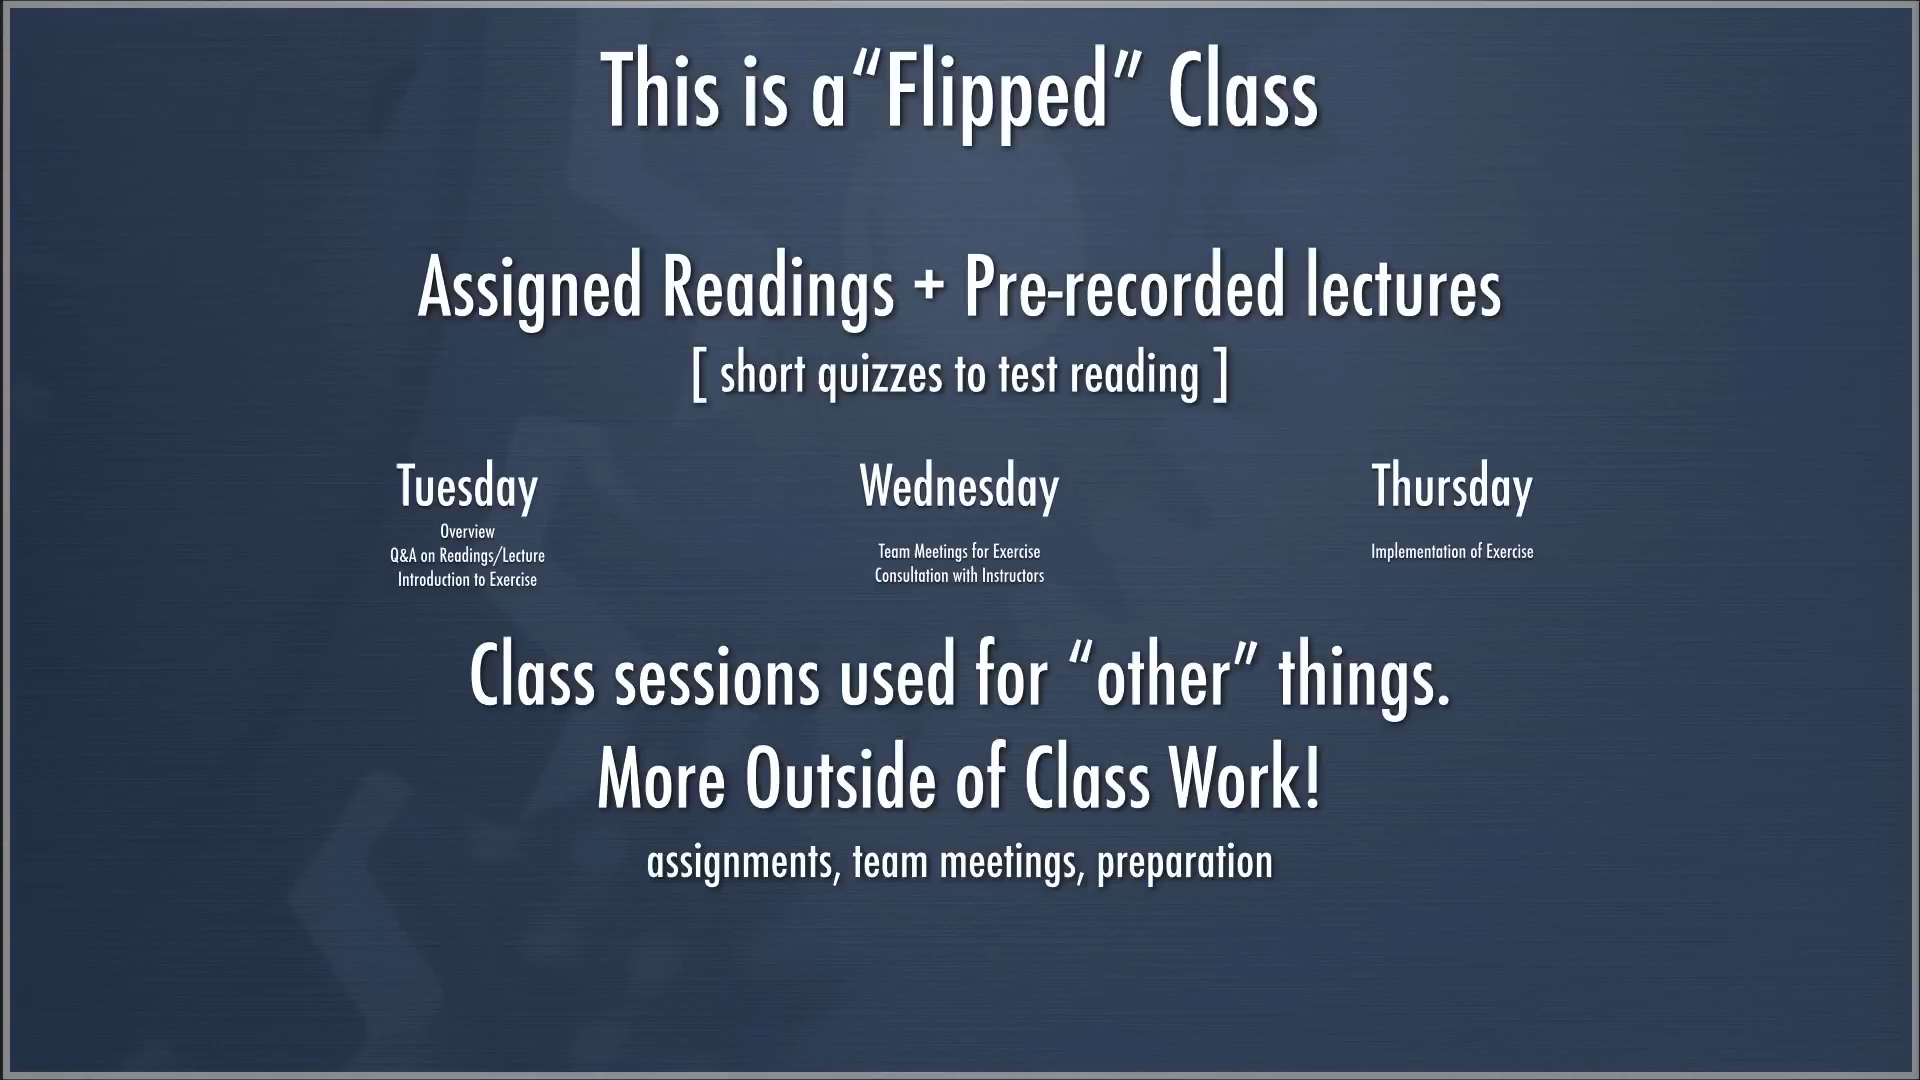 This is a“Flipped” Class
Assigned Readings + Pre-recorded lectures
[ short quizzes to test reading ]
Tuesday
Overview
Q&A on Readings/Lecture
Introduction to Exercise
Wednesday
Team Meetings for Exercise
Consultation with Instructors
Thursday
Implementation of Exercise
Class sessions used for “other” things.
More Outside of Class Work!
assignments, team meetings, preparation